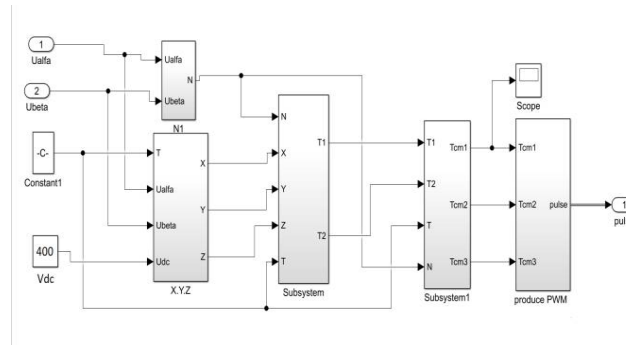 1
Ualfa
2
Ubeta
-C-
Constant1
400
Vdc
Ualfa
Ubeta
N
N1
T
Ualfa
Ubeta
Udc
X
Y
Z
X.Y.Z
N
X
Y
Z
T
T1
T2
Subsystem
T1
T2
T
N
Tcm1
Tcm2
Tcm3
Subsystem1
Scope
Tcm1
Tcm2
Tcm3
pulse
produce PWM
1
pul